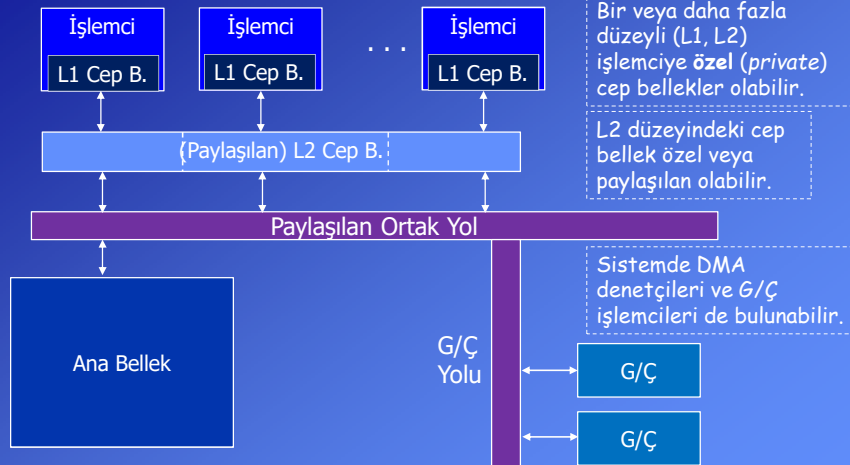 İşlemci
L1 Cep B.
İşlemci
L1 Cep B.
. . .
İşlemci
L1 Cep B.
(Paylaşılan) L2 Cep B.
Paylaşılan Ortak Yol
Ana Bellek
G/Ç
Yolu
G/Ç
G/Ç
Bir veya daha fazla
düzeyli (L1, L2)
işlemciye özel (private)
cep bellekler olabilir.
L2 düzeyindeki cep
bellek özel veya
paylaşılan olabilir.
Sistemde DMA
denetçileri ve G/Ç
işlemcileri de bulunabilir.